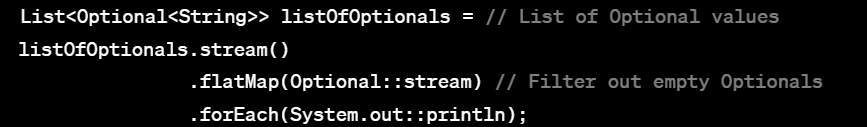 List<Optional<String>> listOfOptionals = // List of Optional values
listOfOptionals.stream()
.flatMap(Optional::stream) // Filter out empty Optionals
.forEach(System.out::println);